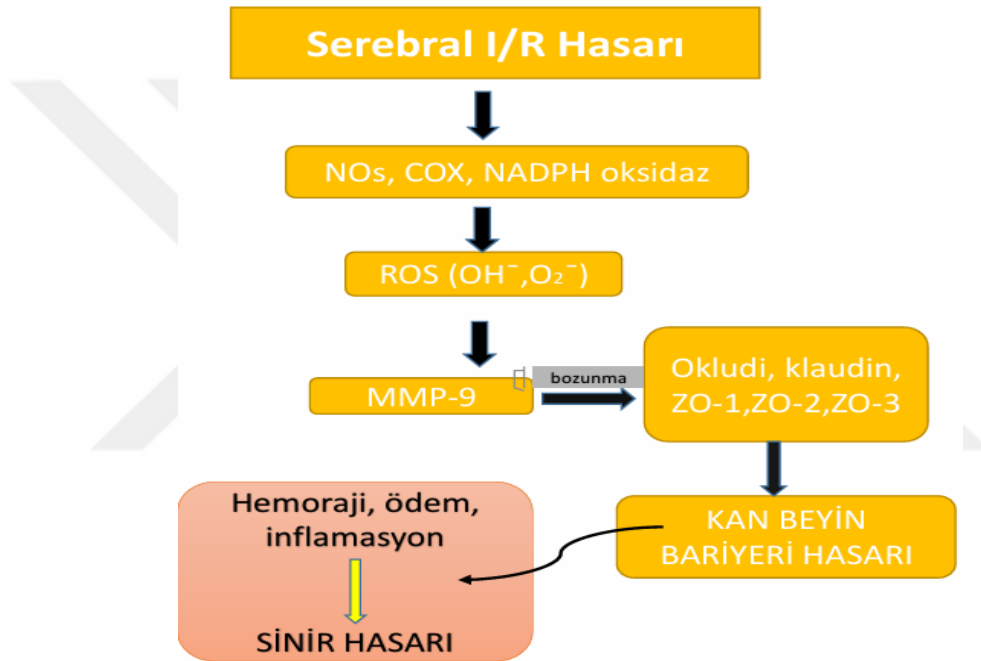 Serebral I/R Hasarı
NOs, COX, NADPH oksidaz
ROS (OH⁻,O₂⁻)
MMP-9
bozunma
Okludi, klaudin,
ZO-1,ZO-2,ZO-3
KAN BEYİN
BARİYERİ HASARI
Hemoraji, ödem,
inflamasyon
SİNİR HASARI